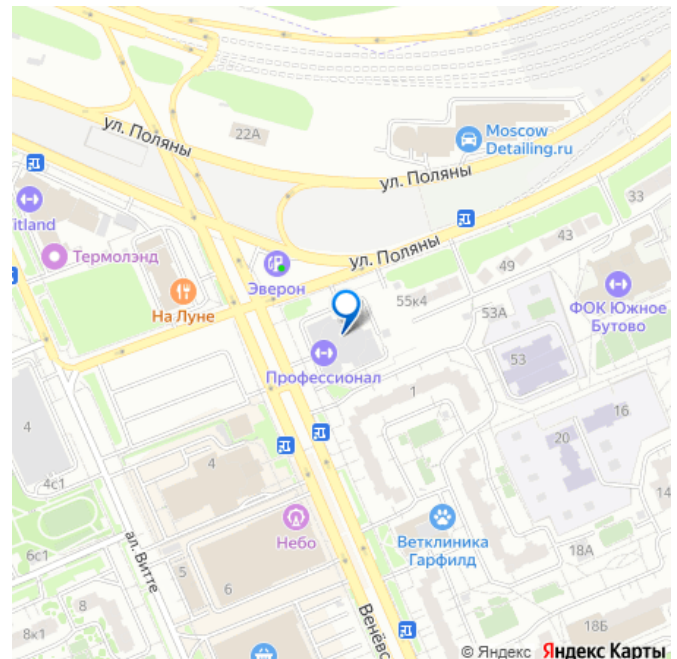 ул. Поляны
22А
Moscow
Detailing.ru
ул. Поляны
33
itland
43
Термолэнд
ул. Поляны
49
Эверон
На Луне
55к4
53А
ФОК Южное
Бутово
Профессионал
53
1
4
16
20
4
4с1
14
Небо
Ветклиника
Гарфилд
ал. Витте
6с1
18А
5
6
8
Венёвс
8к1
18Б
© Яндекс Яндекс Карты